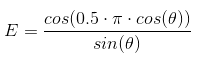 E = \frac{cos(0.5 \cdot \pi \cdot cos(\theta))}{sin(\theta)}